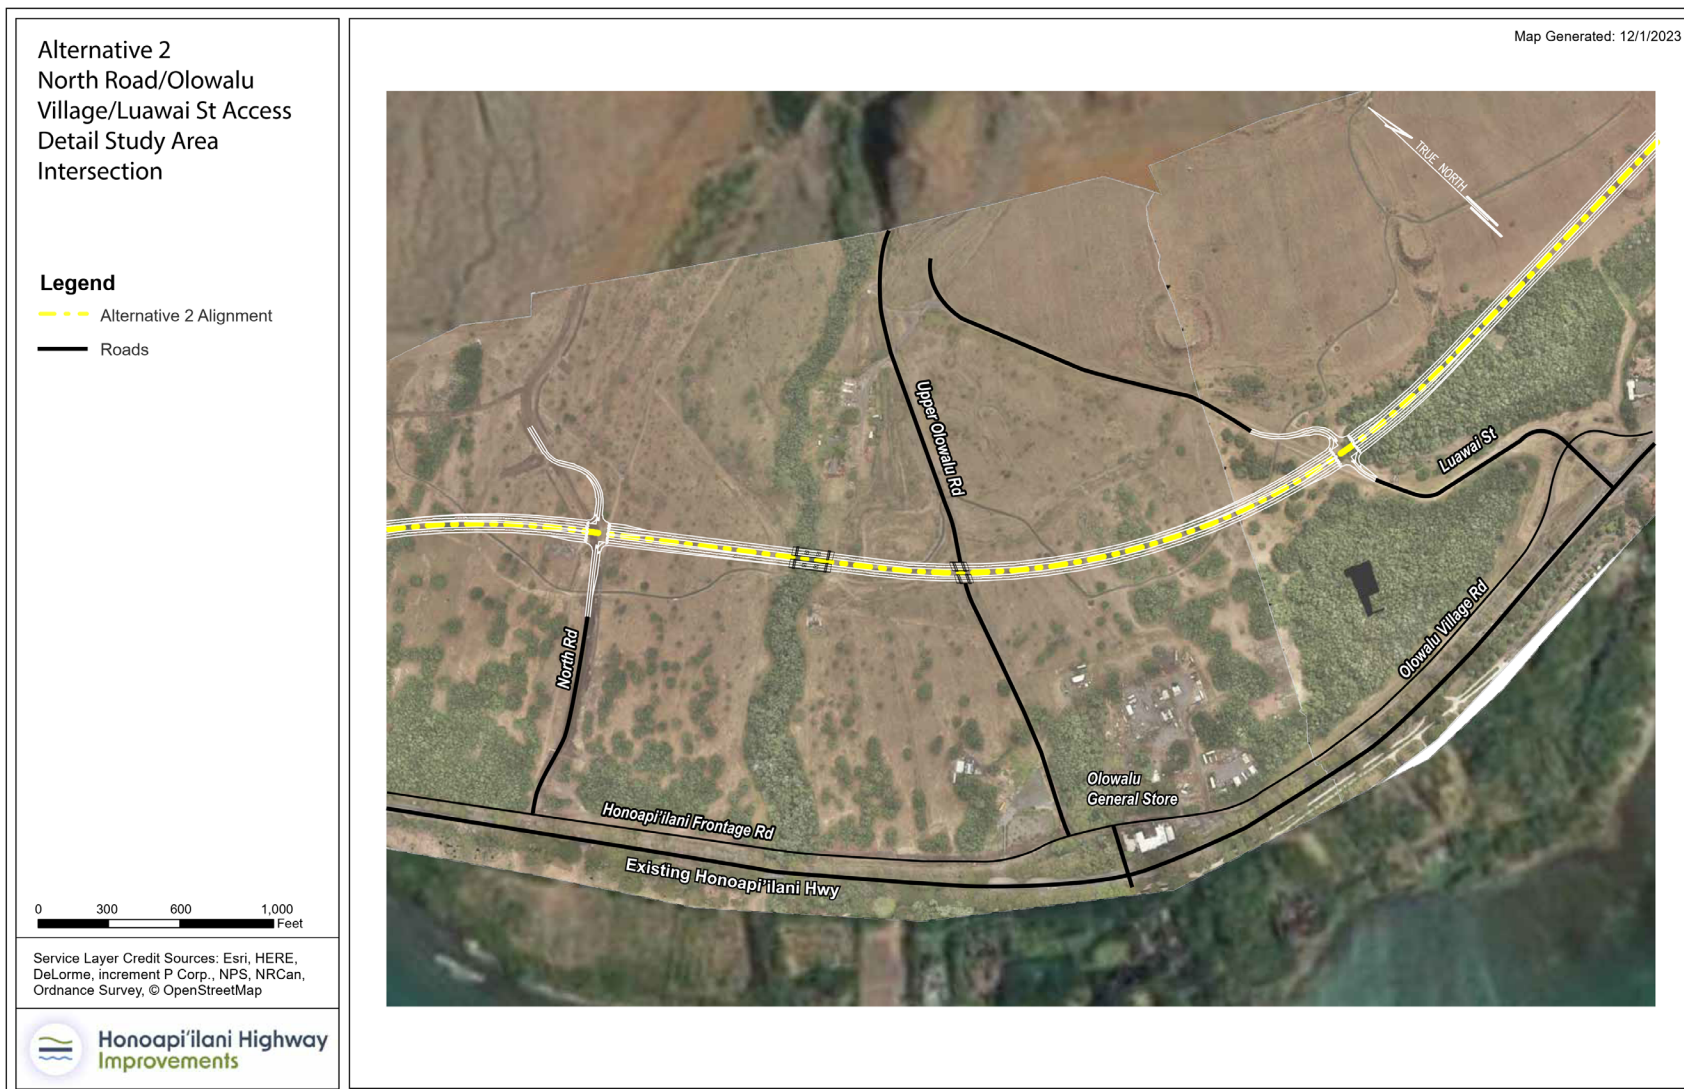 Alternative 2
North Road/Olowalu
Village/Luawai St Access
Detail Study Area
Intersection
Legend
Alternative 2 Alignment
Roads
0 300 600 1,000
Feet
Service Layer Credit Sources: Esri, HERE,
DeLorme, increment P Corp., NPS, NRCan,
Ordnance Survey, © OpenStreetMap
Honoapiʻilani Highway
Improvements
Map Generated: 12/1/2023
TRUE NORTH
Upper Olowalu Rd
Luawai St
Olowalu Village Rd
North Rd
Olowalu
General Store
Honoapi'ilani Frontage Rd
Existing Honoapi'ilani Hwy